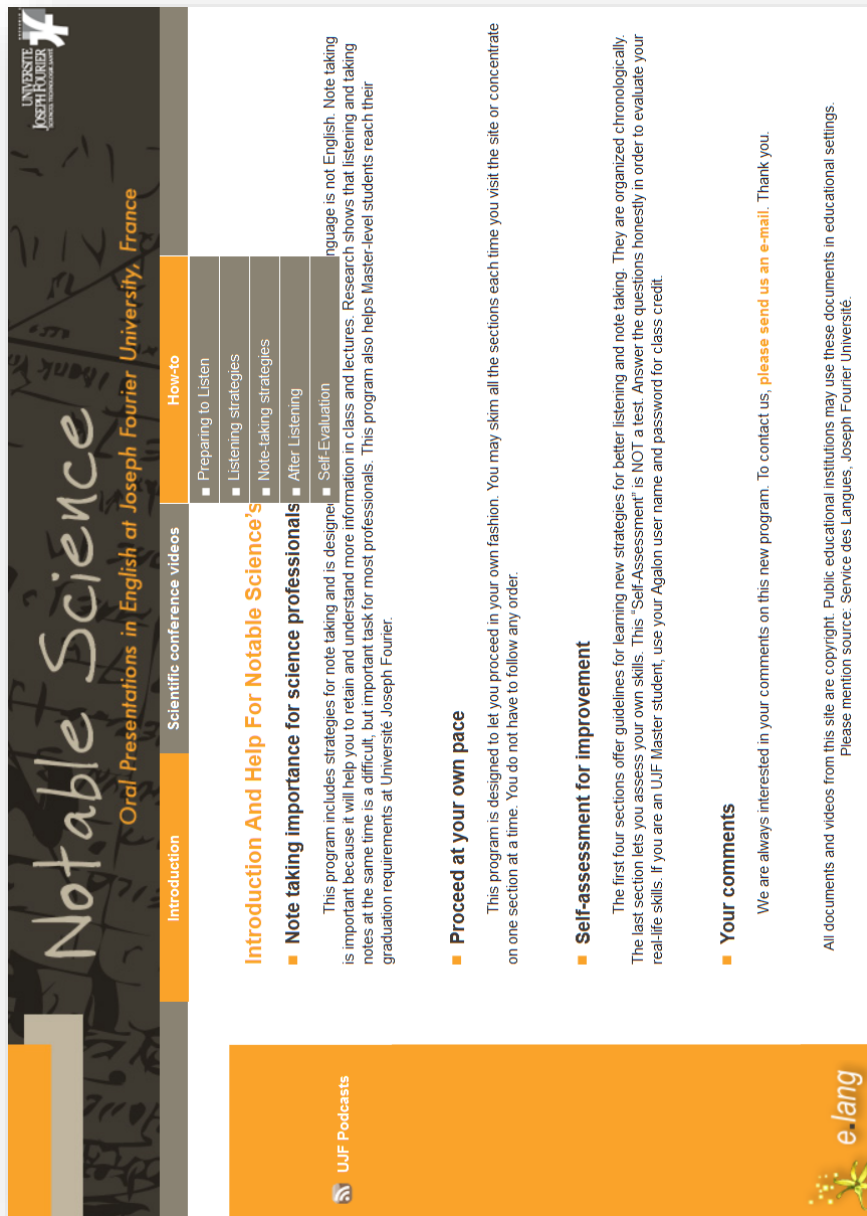 UNIVERSITE
JOSEPH FOURIER
SCIENCES. TECHNOLOGIE. SANTÉ
Notable Science
Oral Presentations in English at Joseph Fourier University, France
Introduction
Scientific conference videos
How-to
Preparing to Listen
Listening strategies
Note-taking strategies
After Listening
Self-Evaluation
UJF Podcasts
Introduction And Help For Notable Science's
Note taking importance for science professionals
This program includes strategies for note taking and is designed nguage is not English. Note taking
is important because it will help you to retain and understand more information in class and lectures. Research shows that listening and taking
notes at the same time is a difficult, but important task for most professionals. This program also helps Master-level students reach their
graduation requirements at Université Joseph Fourier.
Proceed at your own pace
This program is designed to let you proceed in your own fashion. You may skim all the sections each time you visit the site or concentrate
on one section at a time. You do not have to follow any order.
Self-assessment for improvement
The first four sections offer guidelines for learning new strategies for better listening and note taking. They are organized chronologically.
The last section lets you assess your own skills. This "Self-Assessment" is NOT a test. Answer the questions honestly in order to evaluate your
real-life skills. If you are an UJF Master student, use your Agalon user name and password for class credit.
Your comments
We are always interested in your comments on this new program. To contact us, please send us an e-mail. Thank you.
All documents and videos from this site are copyright. Public educational institutions may use these documents in educational settings.
Please mention source: Service des Langues, Joseph Fourier Université.
e.lang